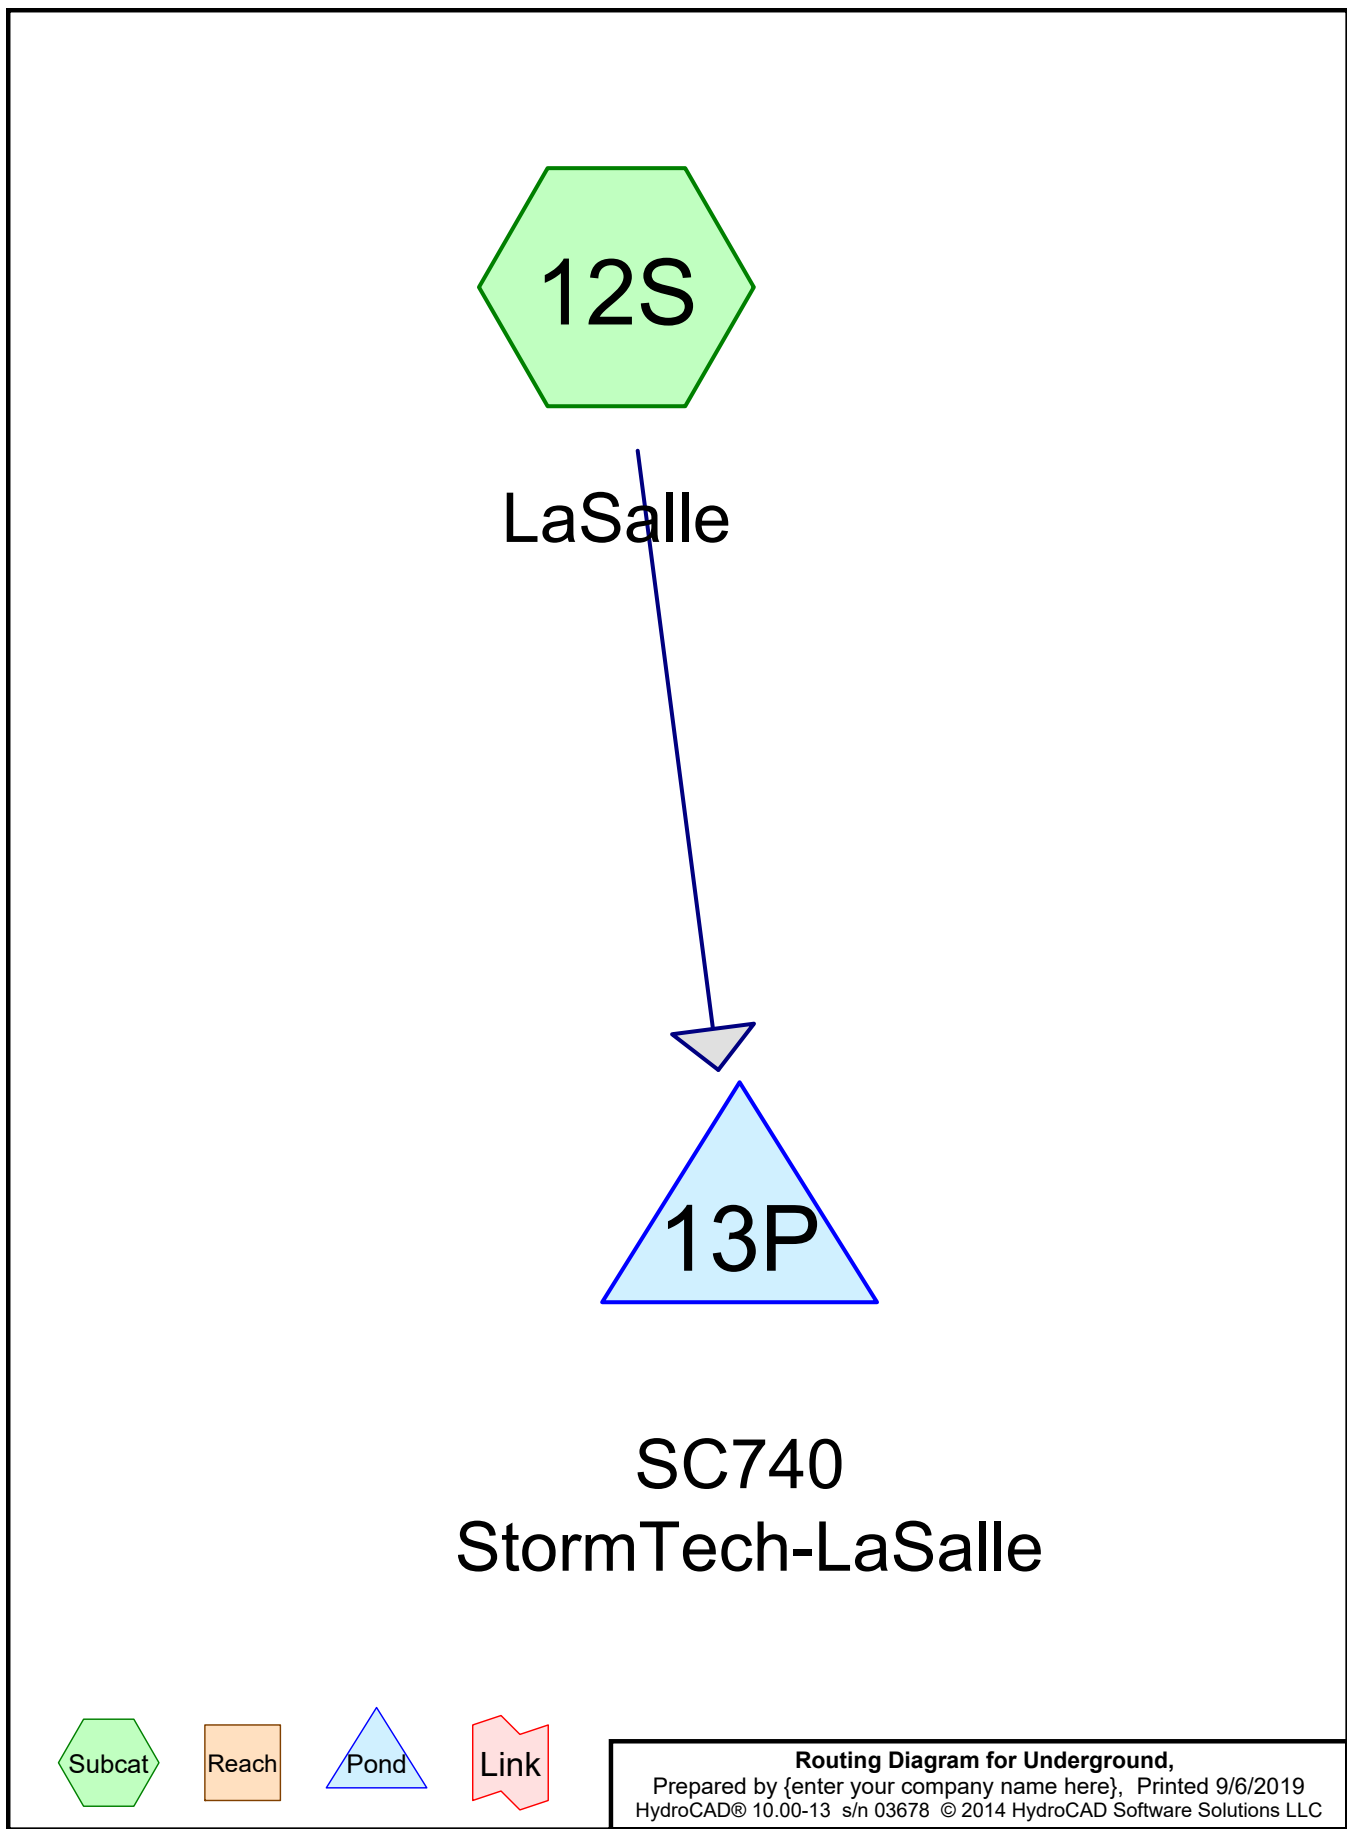 12S
LaSalle
13P
SC740
StormTech-LaSalle
Subcat
Reach
Pond
Link
Routing Diagram for Underground,
Prepared by {enter your company name here}, Printed 9/6/2019
HydroCAD® 10.00-13 s/n 03678 © 2014 HydroCAD Software Solutions LLC